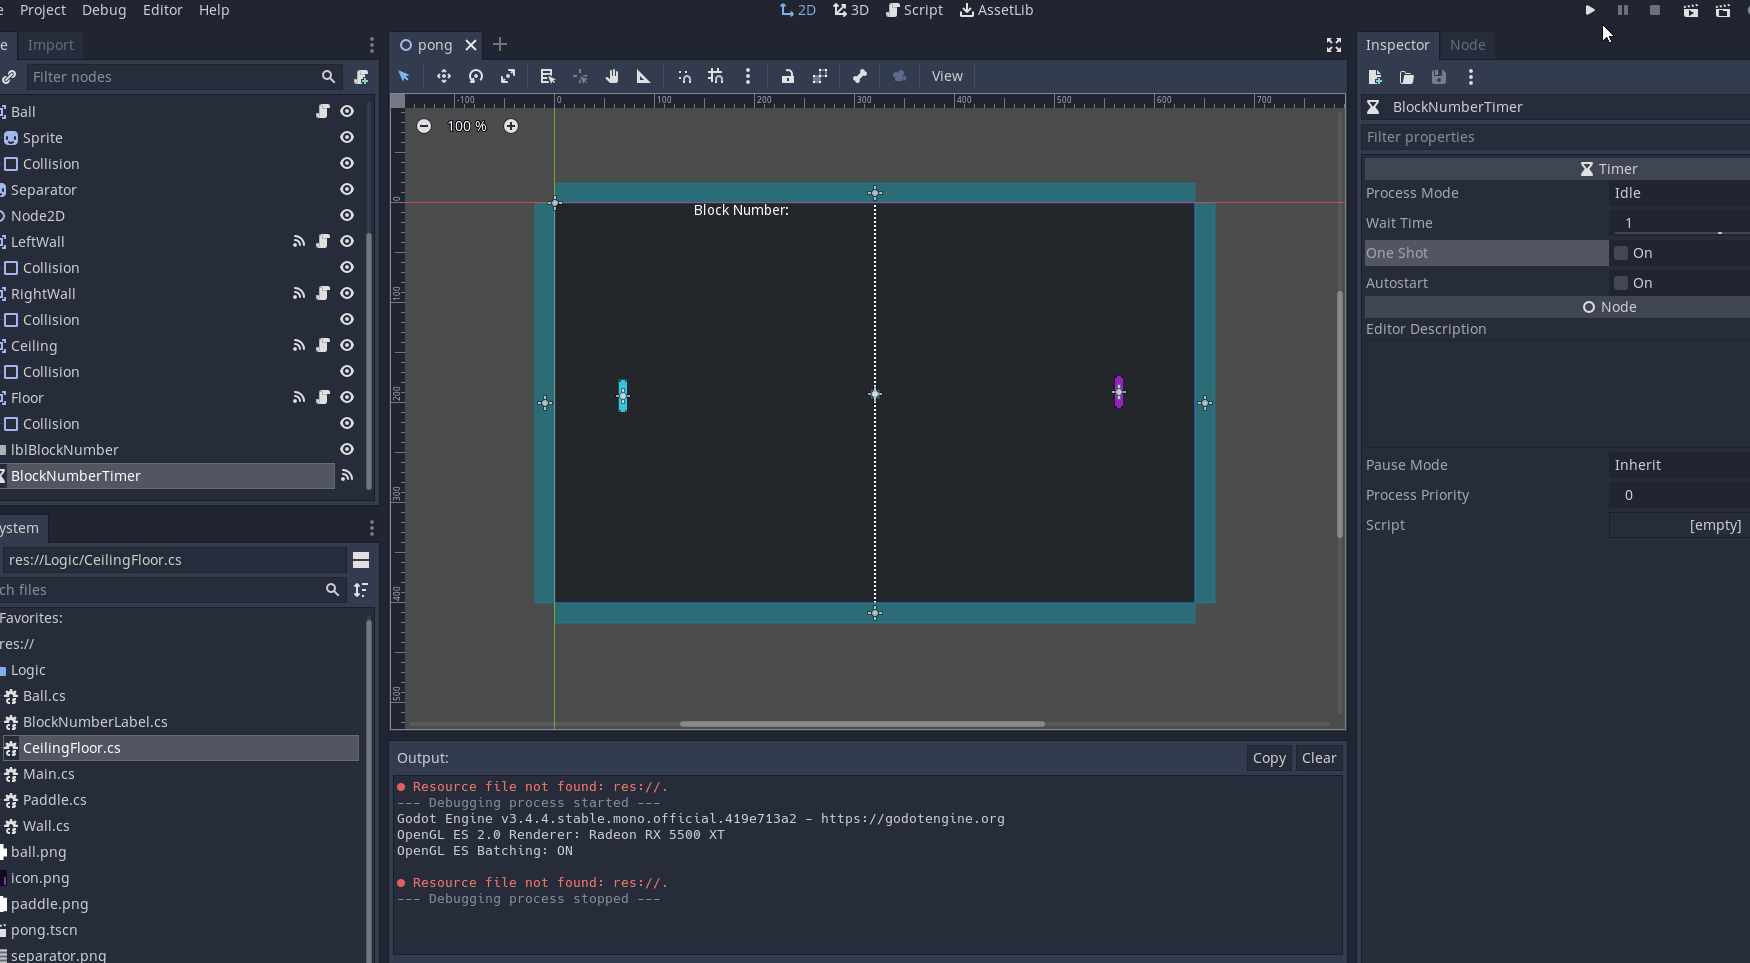 Project Debug Editor Help 2D 3D Script AssetLib
Import
pong
Inspector Node
Filter nodes
View
Ball
Sprite
Collision
Separator
Node2D
LeftWall
Collision
RightWall
Collision
Ceiling
Collision
Floor
Collision
lblBlockNumber
BlockNumberTimer
ystem
res://Logic/CeilingFloor.cs
ch files
Favorites:
res://
Logic
Ball.cs
BlockNumberLabel.cs
CeilingFloor.cs
Main.cs
Paddle.cs
Wall.cs
ball.png
icon.png
paddle.png
pong.tscn
separator.png
-100 0 100 200 300 400 500 600 700
100 %
0
100
200
300
400
500
Block Number:
Output: Copy Clear
Resource file not found: res://.
--- Debugging process started ---
Godot Engine v3.4.4.stable.mono.official.419e713a2 - https://godotengine.org
OpenGL ES 2.0 Renderer: Radeon RX 5500 XT
OpenGL ES Batching: ON
Resource file not found: res://.
--- Debugging process stopped ---
BlockNumberTimer
Filter properties
Timer
Process Mode Idle
Wait Time 1
One Shot On
Autostart On
Node
Editor Description
Pause Mode Inherit
Process Priority 0
Script [empty]